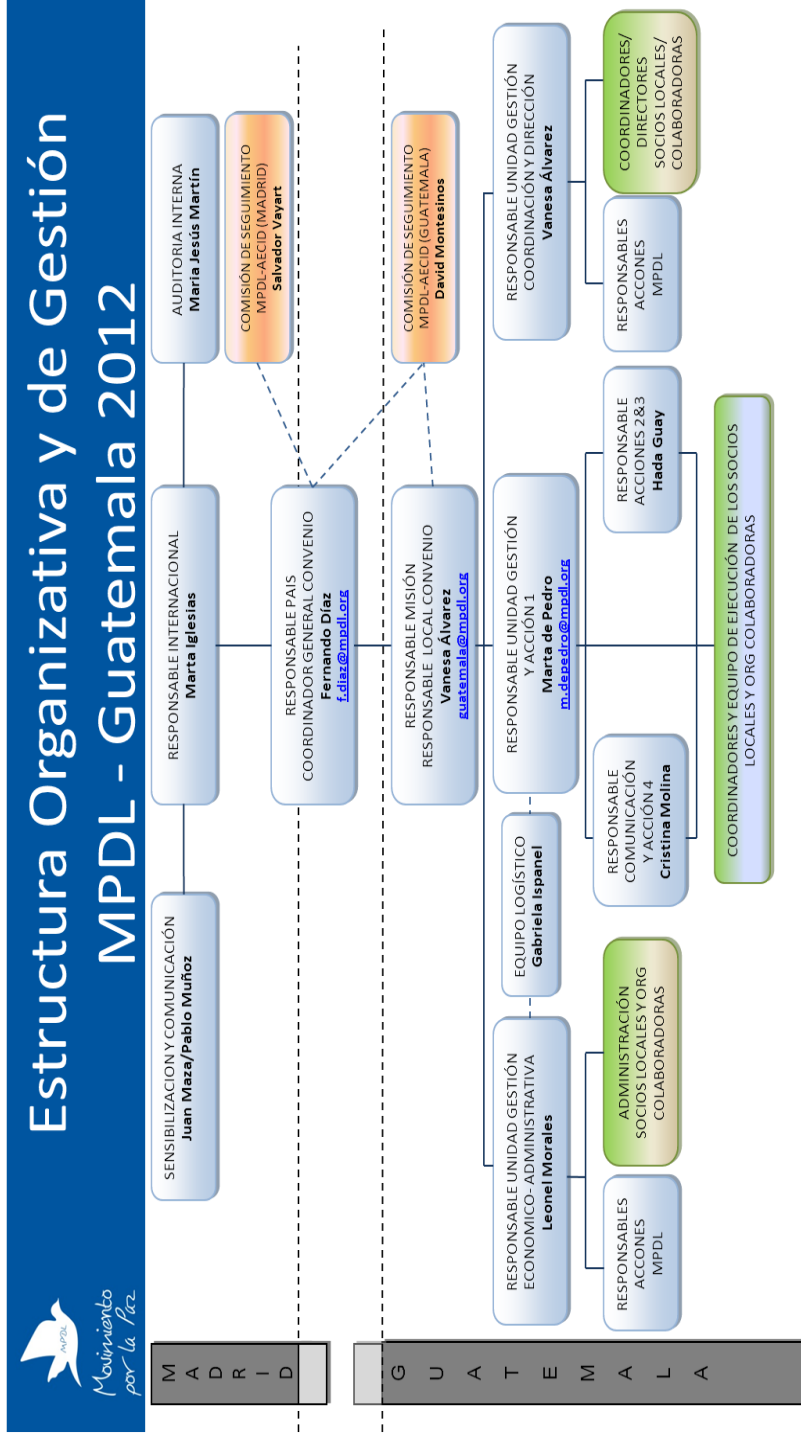 MPDL
Movimiento
por la Paz
Estructura Organizativa y de Gestión
MPDL - Guatemala 2012
MADRID
SENSIBILIZACION Y COMUNICACIÓN
Juan Maza/Pablo Muñoz
RESPONSABLE INTERNACIONAL
Marta Iglesias
AUDITORIA INTERNA
Maria Jesús Martín
COMISIÓN DE SEGUIMIENTO
MPDL-AECID (MADRID)
Salvador Vayart
RESPONSABLE PAIS
COORDINADOR GENERAL CONVENIO
Fernando Díaz
f.diaz@mpdl.org
GUATEMALA
RESPONSABLE MISIÓN
RESPONSABLE LOCAL CONVENIO
Vanesa Álvarez
guatemala@mpdl.org
COMISIÓN DE SEGUIMIENTO
MPDL-AECID (GUATEMALA)
David Montesinos
RESPONSABLE UNIDAD GESTIÓN
ECONOMICO- ADMINISTRATIVA
Leonel Morales
EQUIPO LOGÍSTICO
Gabriela Ispanel
RESPONSABLE UNIDAD GESTIÓN
Y ACCIÓN 1
Marta de Pedro
m.depedro@mpdl.org
RESPONSABLE UNIDAD GESTIÓN
COORDINACIÓN Y DIRECCIÓN
Vanesa Álvarez
RESPONSABLES
ACCONES
MPDL
ADMINISTRACIÓN
SOCIOS LOCALES Y ORG
COLABORADORAS
RESPONSABLE
COMUNICACIÓN
Y ACCIÓN 4
Cristina Molina
RESPONSABLE
ACCIONES 2&3
Hada Guay
RESPONSABLES
ACCONES
MPDL
COORDINADORES/
DIRECTORES
SOCIOS LOCALES/
COLABORADORAS
COORDINADORES Y EQUIPO DE EJECUCIÓN DE LOS SOCIOS
LOCALES Y ORG COLABORADORAS